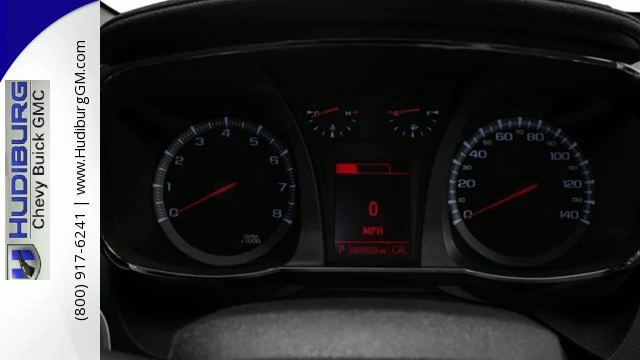 HUDIBURG
Chevy Buick GMC
(800) 917-6241 | www.HudiburgGM.com
0 1 2 3 4 5 6 7 8
RPM
x1000
C H
E F
0
MPH
P CAL
0 20 40 60 80 100 120 140